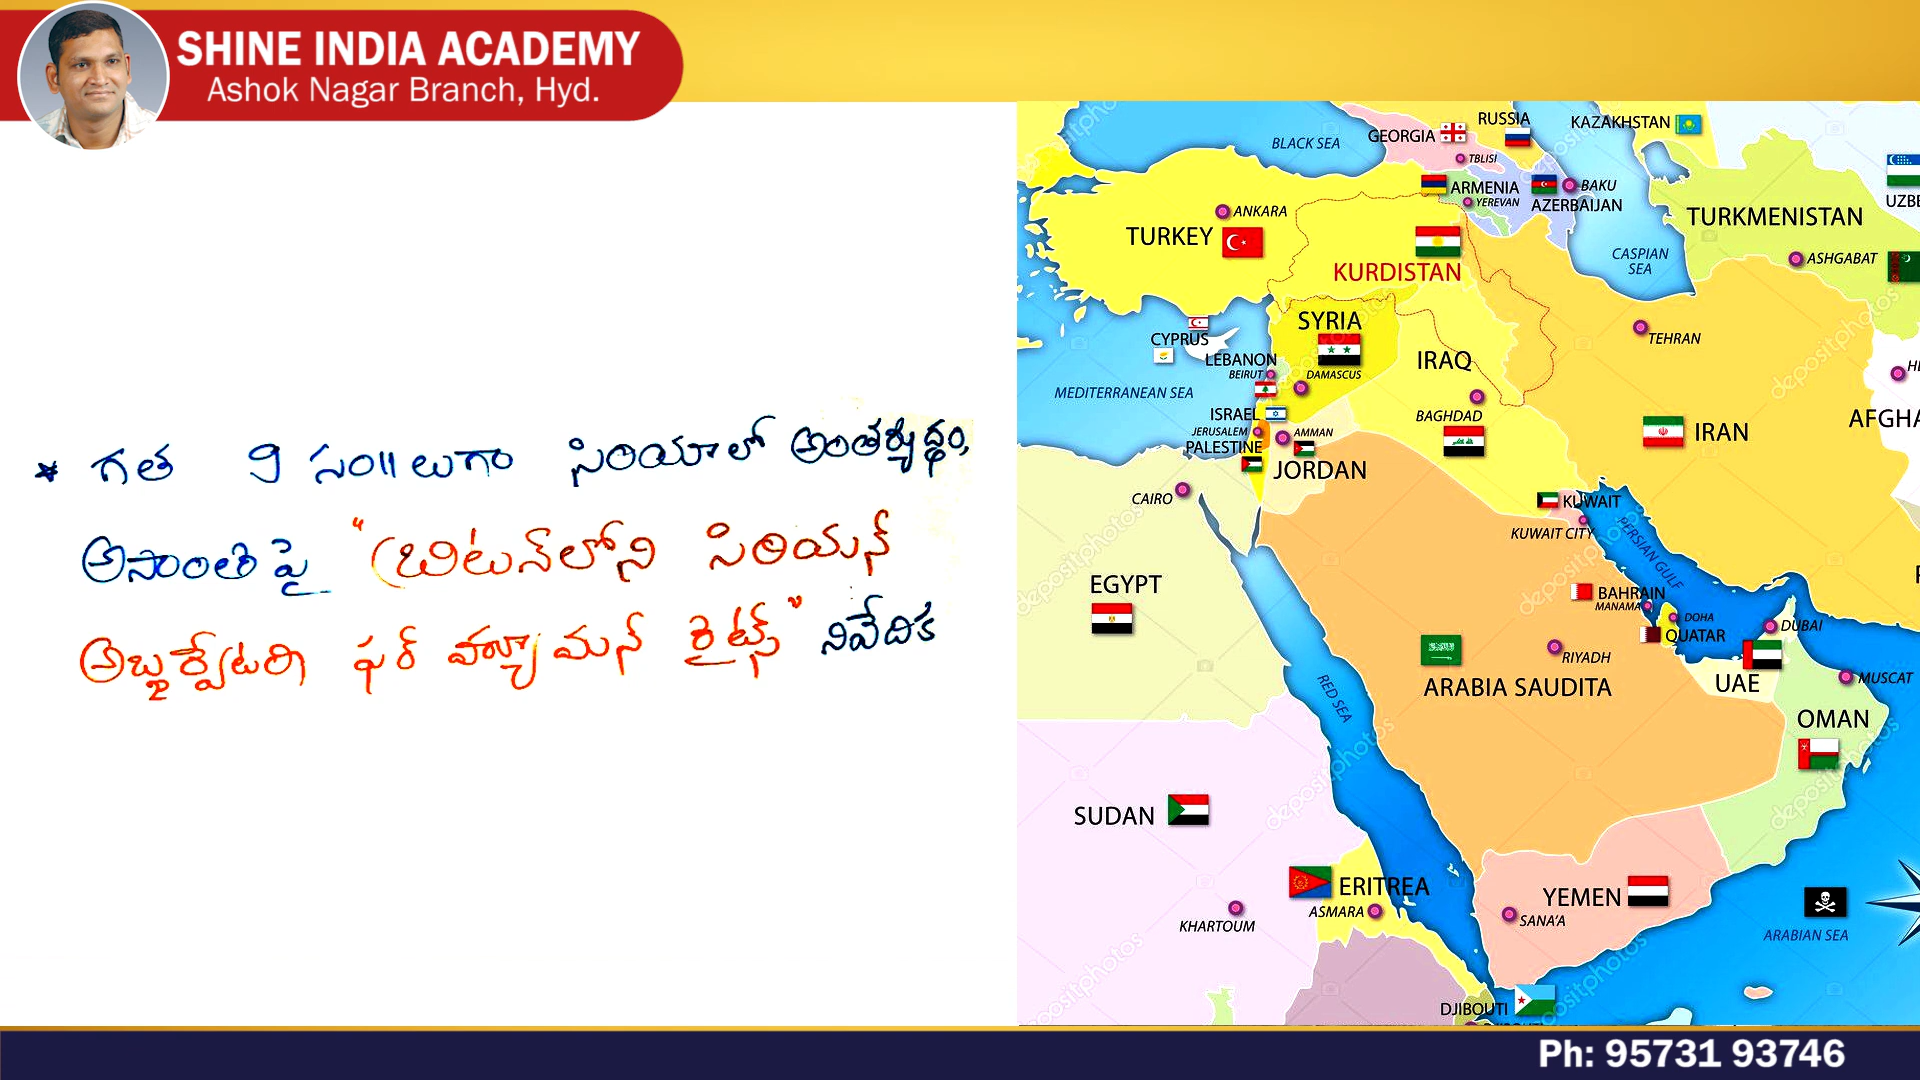 SHINE INDIA ACADEMY
Ashok Nagar Branch, Hyd.
* గత 9 సం॥లుగా సిరియాలో అంతర్యుద్ధం,
అసాంతి పై "బ్రిటన్‌లోని సిరియన్
అబ్జర్వేటరి ఫర్ హ్యూమన్ రైట్స్" నివేదిక
BLACK SEA
GEORGIA
TBLISI
RUSSIA
KAZAKHSTAN
ARMENIA
YEREVAN
BAKU
AZERBAIJAN
UZBE
TURKMENISTAN
ASHGABAT
ANKARA
TURKEY
KURDISTAN
CASPIAN
SEA
SYRIA
DAMASCUS
CYPRUS
LEBANON
BEIRUT
IRAQ
BAGHDAD
TEHRAN
HE
MEDITERRANEAN SEA
ISRAEL
JERUSALEM
PALESTINE
AMMAN
JORDAN
IRAN
AFGHA
CAIRO
KUWAIT
KUWAIT CITY
PERSIAN GULF
EGYPT
BAHRAIN
MANAMA
DOHA
QUATAR
DUBAI
P
RIYADH
ARABIA SAUDITA
UAE
MUSCAT
OMAN
RED SEA
SUDAN
ERITREA
ASMARA
KHARTOUM
YEMEN
SANA'A
ARABIAN SEA
DJIBOUTI
depositphotos
Ph: 95731 93746